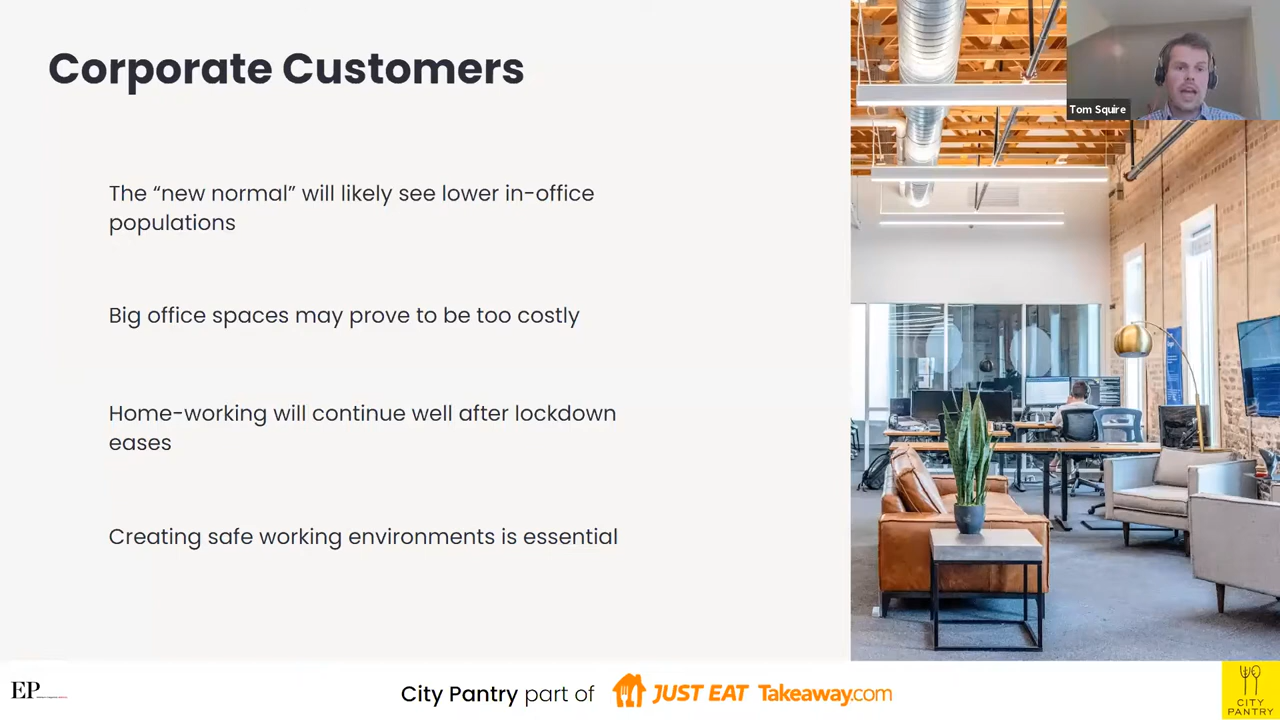 Corporate Customers
Tom Squire
The “new normal” will likely see lower in-office
populations
Big office spaces may prove to be too costly
Home-working will continue well after lockdown
eases
Creating safe working environments is essential
EP
City Pantry part of JUST EAT Takeaway.com
CITY
PANTRY